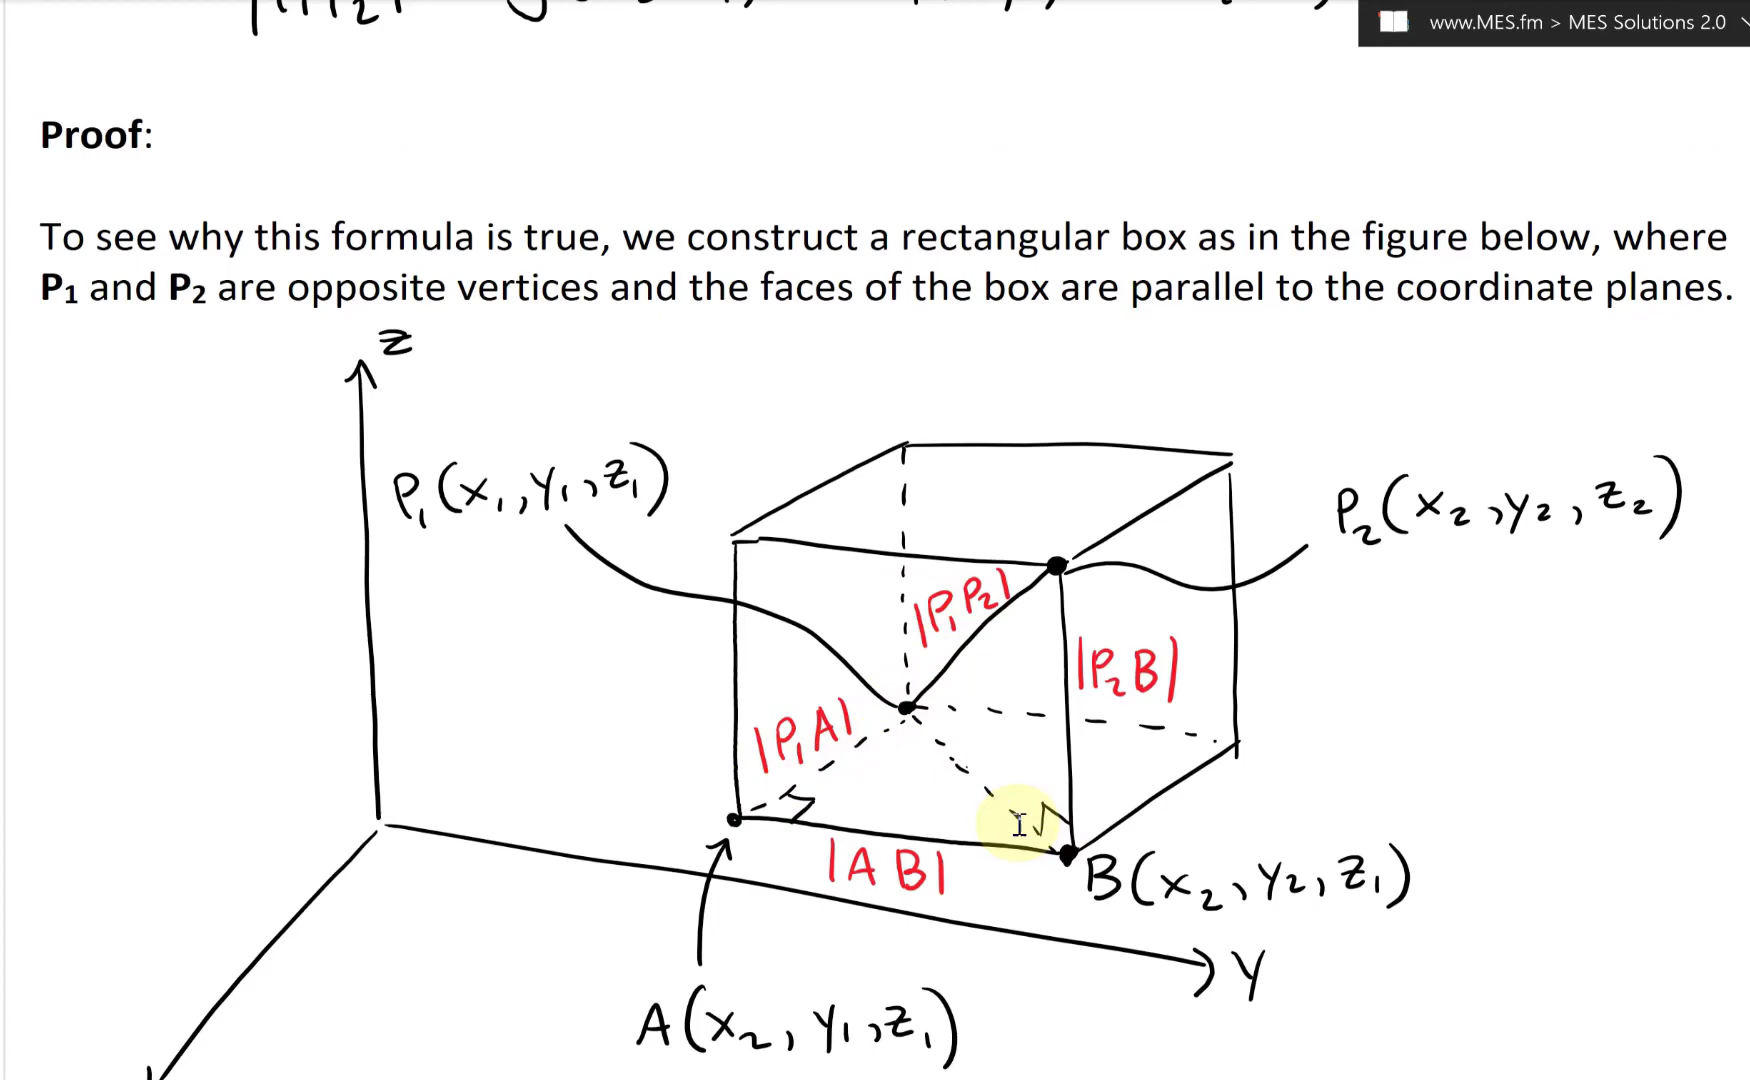 www.MES.fm > MES Solutions 2.0
Proof:
To see why this formula is true, we construct a rectangular box as in the figure below, where
P₁ and P₂ are opposite vertices and the faces of the box are parallel to the coordinate planes.
z
P₁(x₁, y₁, z₁)
P₂(x₂, y₂, z₂)
|P₁P₂|
|P₂B|
|P₁A|
|AB|
B(x₂, y₂, z₁)
y
A(x₂, y₁, z₁)